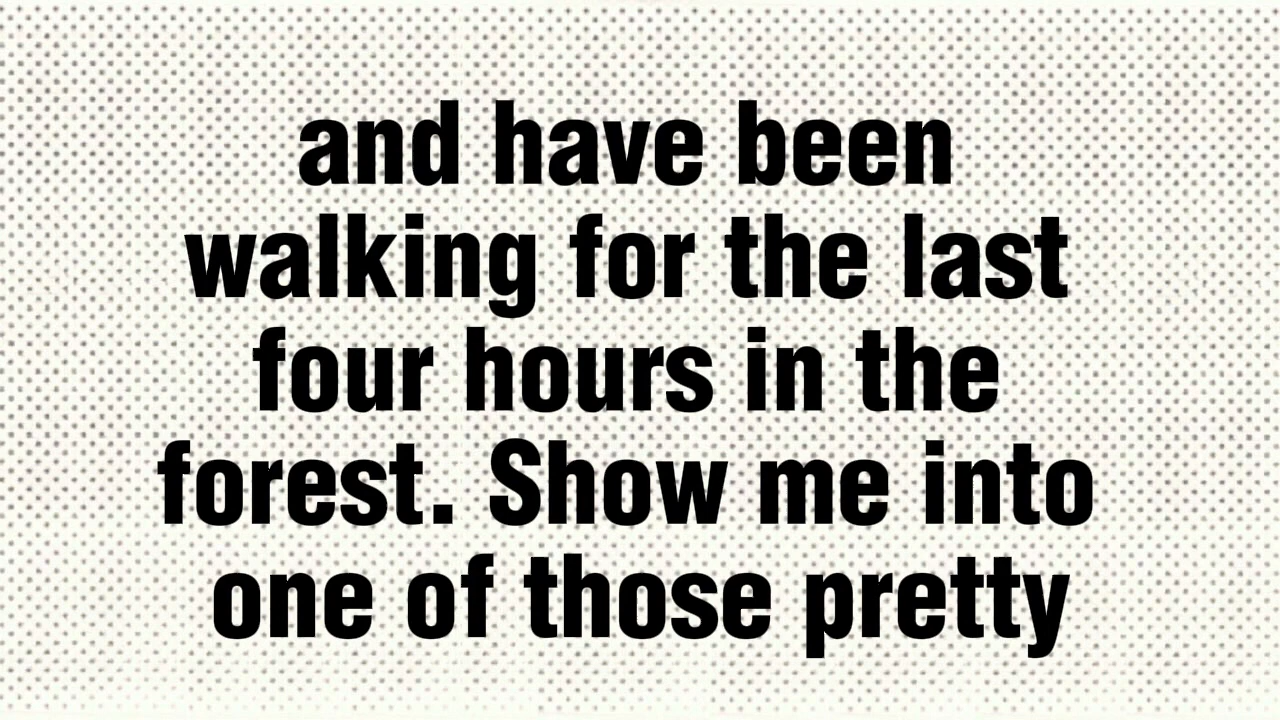 and have been
walking for the last
four hours in the
forest. Show me into
one of those pretty